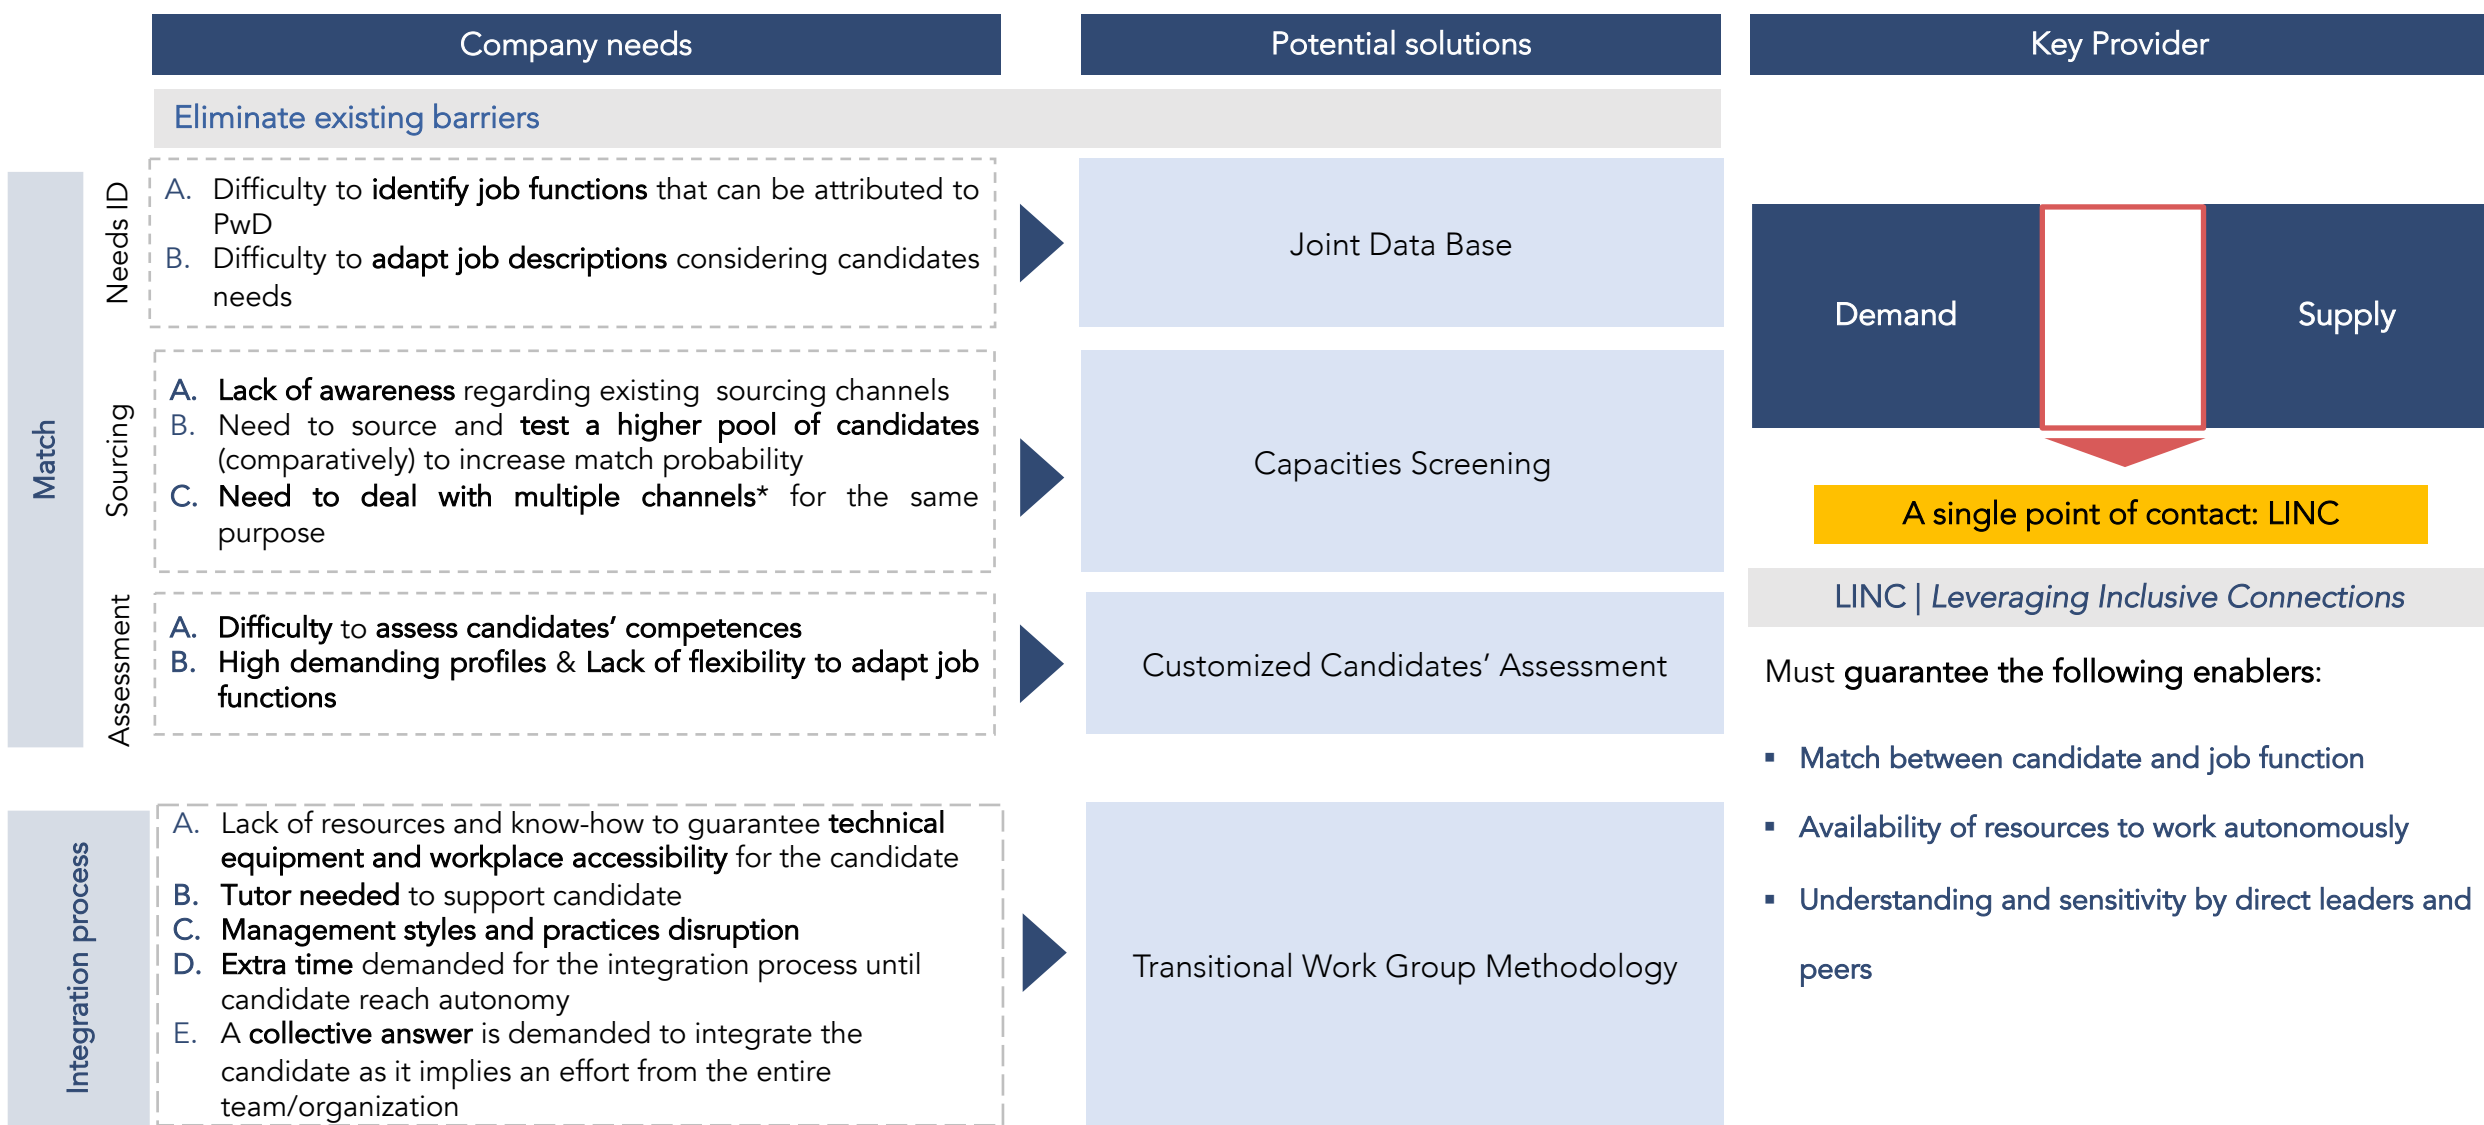 Company needs
Potential solutions
Key Provider
Eliminate existing barriers
Match
Needs ID
A. Difficulty to identify job functions that can be attributed to
PwD
B. Difficulty to adapt job descriptions considering candidates
needs
Joint Data Base
Sourcing
A. Lack of awareness regarding existing sourcing channels
B. Need to source and test a higher pool of candidates
(comparatively) to increase match probability
C. Need to deal with multiple channels* for the same
purpose
Capacities Screening
Assessment
A. Difficulty to assess candidates’ competences
B. High demanding profiles & Lack of flexibility to adapt job
functions
Customized Candidates’ Assessment
Integration process
A. Lack of resources and know-how to guarantee technical
equipment and workplace accessibility for the candidate
B. Tutor needed to support candidate
C. Management styles and practices disruption
D. Extra time demanded for the integration process until
candidate reach autonomy
E. A collective answer is demanded to integrate the
candidate as it implies an effort from the entire
team/organization
Transitional Work Group Methodology
Demand
Supply
A single point of contact: LINC
LINC | Leveraging Inclusive Connections
Must guarantee the following enablers:
▪ Match between candidate and job function
▪ Availability of resources to work autonomously
▪ Understanding and sensitivity by direct leaders and
peers